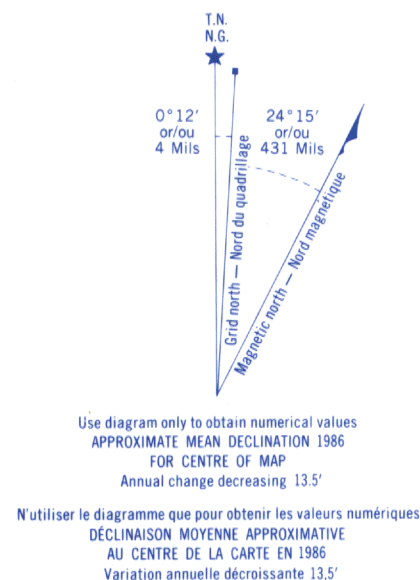 T.N.
N.G.
0°12'
or/ou
4 Mils
24°15'
or/ou
431 Mils
Grid north — Nord du quadrillage
Magnetic north — Nord magnetique
Use diagram only to obtain numerical values
APPROXIMATE MEAN DECLINATION 1986
FOR CENTRE OF MAP
Annual change decreasing 13.5'
N'utiliser le diagramme que pour obtenir les valeurs numériques
DÉCLINAISON MOYENNE APPROXIMATIVE
AU CENTRE DE LA CARTE EN 1986
Variation annuelle décroissante 13,5'